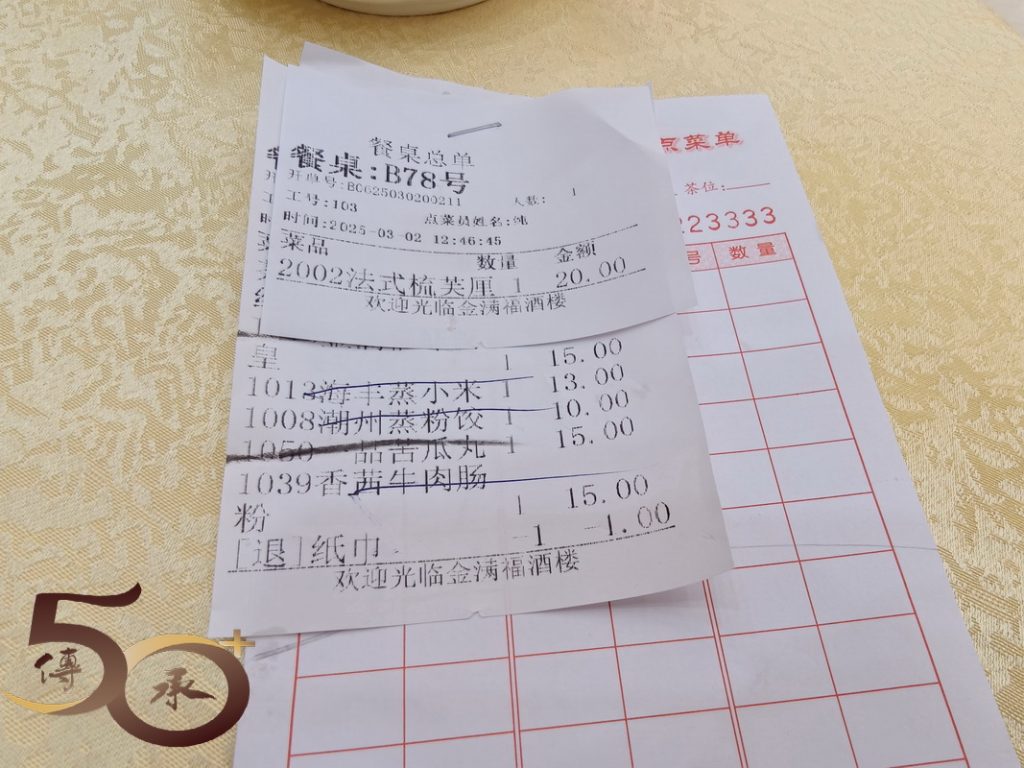 餐桌总单
餐桌:B78号
开单号:B0625030200211 人数: 1
工号:103 点菜员姓名:纯
时间:2025-03-02 12:46:45
菜品 数量 金额
2002法式梳芙厘 1 20.00
欢迎光临金满福酒楼
皇 1 15.00
1013海丰蒸小米 1 13.00
1008潮州蒸粉饺 1 10.00
1050一品苦瓜丸 1 15.00
1039香茜牛肉肠
粉 1 15.00
[退]纸巾 -1 -1.00
欢迎光临金满福酒楼
点菜单
茶位:
223333
号 数量
50+
傳承